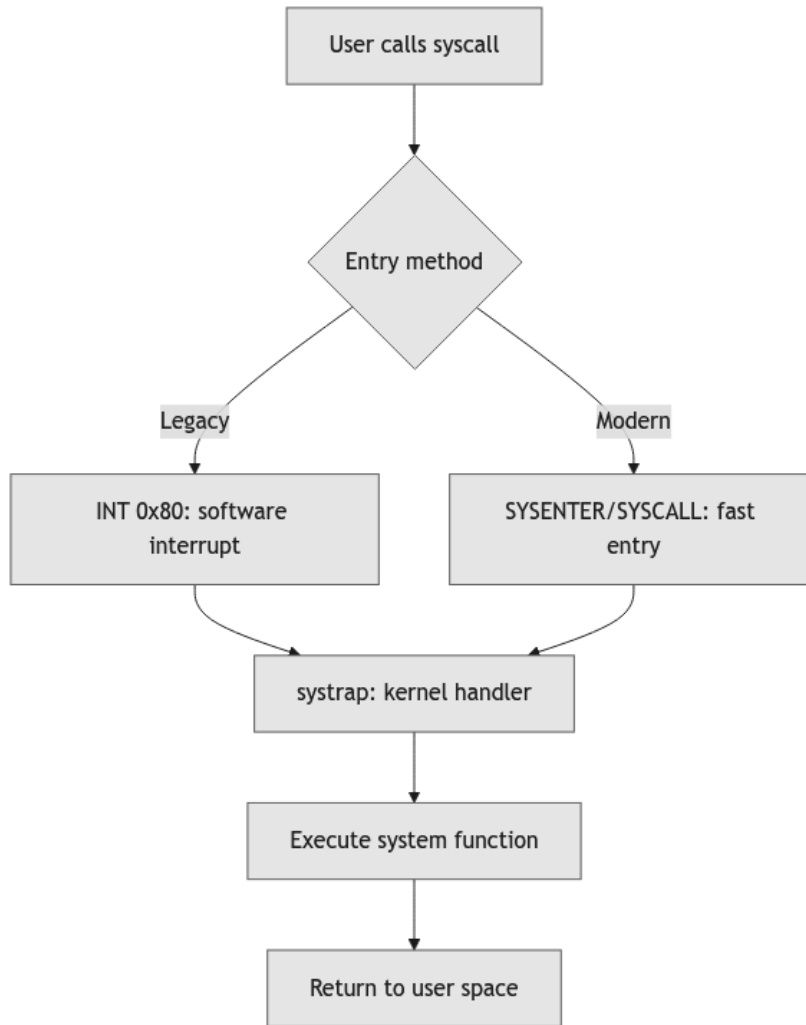 User calls syscall
Entry method
Legacy
Modern
INT 0x80: software
interrupt
SYSENTER/SYSCALL: fast
entry
systrap: kernel handler
Execute system function
Return to user space